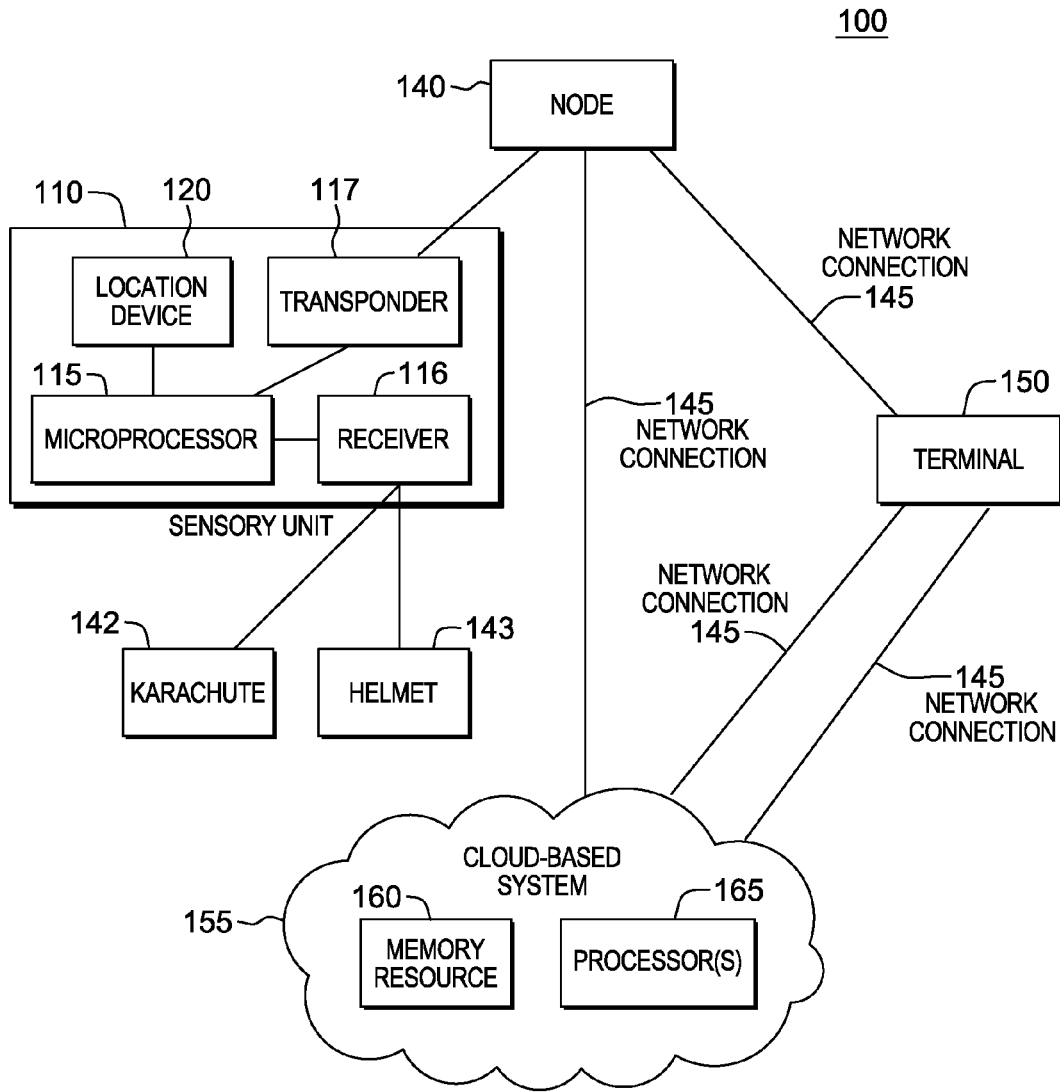 100
140
NODE
110
120
117
LOCATION
DEVICE
TRANSPONDER
NETWORK
CONNECTION
145
115
116
MICROPROCESSOR
RECEIVER
145
NETWORK
CONNECTION
150
TERMINAL
SENSORY UNIT
NETWORK
CONNECTION
145
142
143
KARACHUTE
HELMET
145
NETWORK
CONNECTION
CLOUD-BASED
SYSTEM
155
160
165
MEMORY
RESOURCE
PROCESSOR(S)